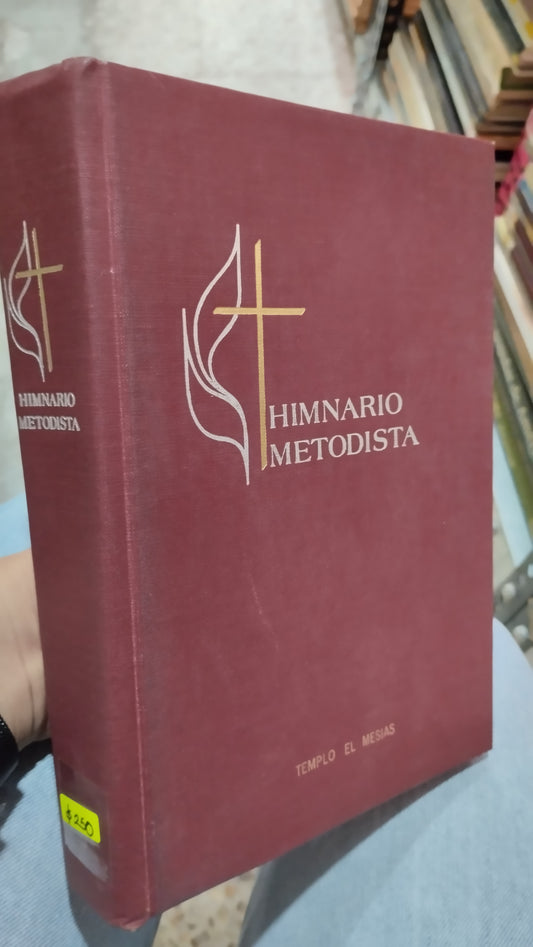 HIMNARIO
METODISTA
HIMNARIO
METODISTA
TEMPLO EL MESIAS
$250